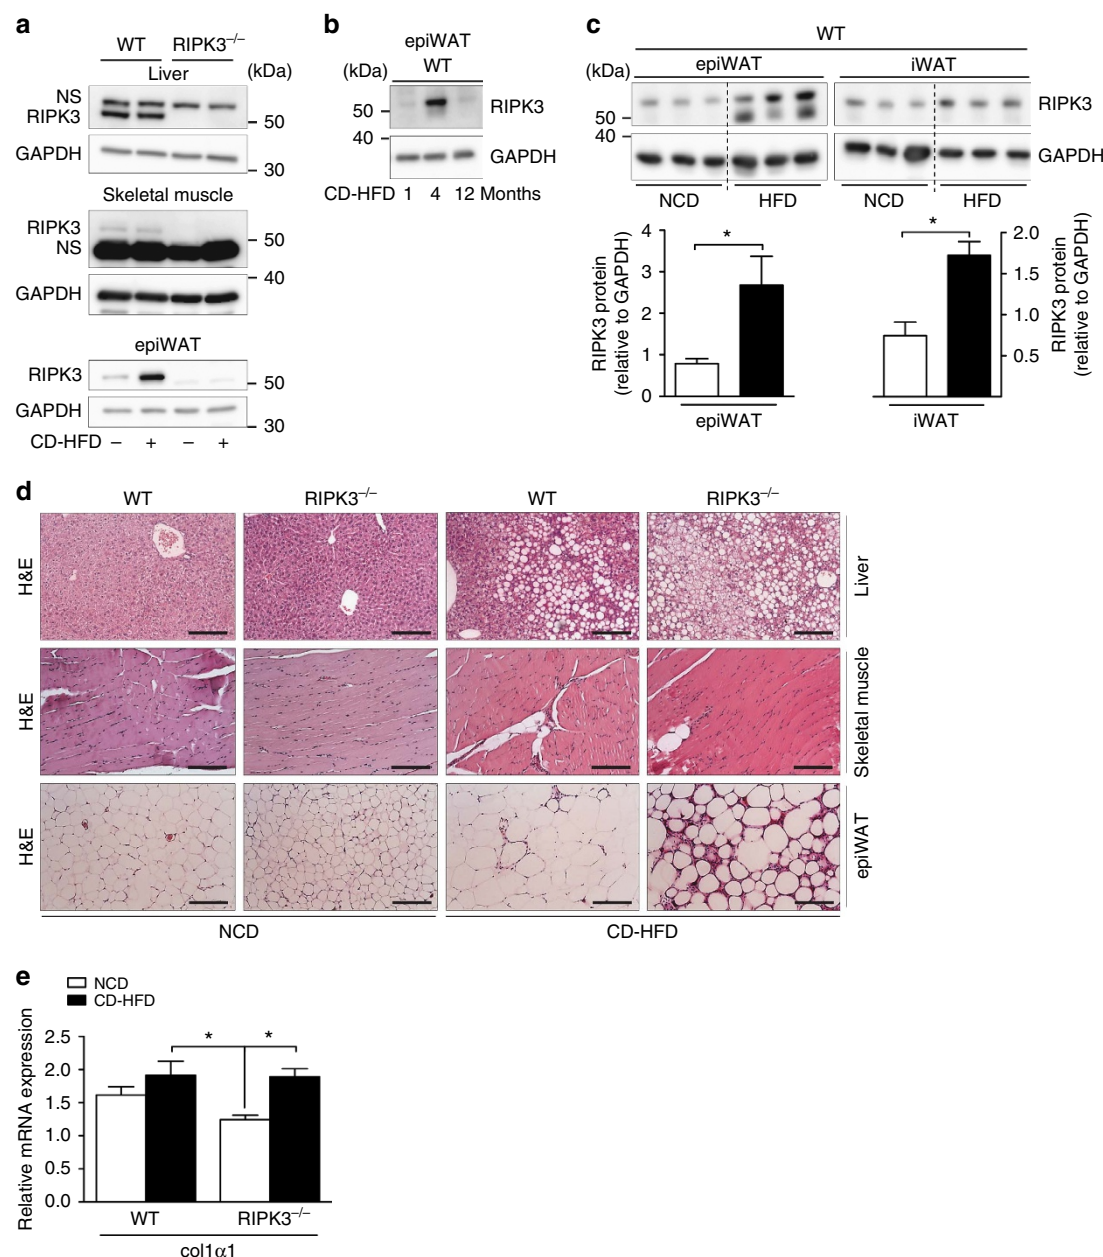 a
WT RIPK3–/–
Liver (kDa)
NS
RIPK3
50
GAPDH
30
Skeletal muscle
RIPK3
NS
50
40
GAPDH
epiWAT
RIPK3
50
GAPDH
30
CD-HFD – + – +
b
epiWAT
(kDa) WT
50 RIPK3
40
GAPDH
CD-HFD 1 4 12 Months
c
WT
(kDa) epiWAT iWAT
RIPK3
50
40
GAPDH
NCD HFD NCD HFD
RIPK3 protein
(relative to GAPDH)
4
3
2
1
0
*
epiWAT
*
2.0
1.5
1.0
0.5
RIPK3 protein
(relative to GAPDH)
iWAT
d
WT RIPK3–/– WT RIPK3–/–
H&E Liver
H&E Skeletal muscle
H&E epiWAT
NCD CD-HFD
e
NCD
CD-HFD
Relative mRNA expression
2.5
2.0
1.5
1.0
0.5
0.0
* *
WT RIPK3–/–
col1α1